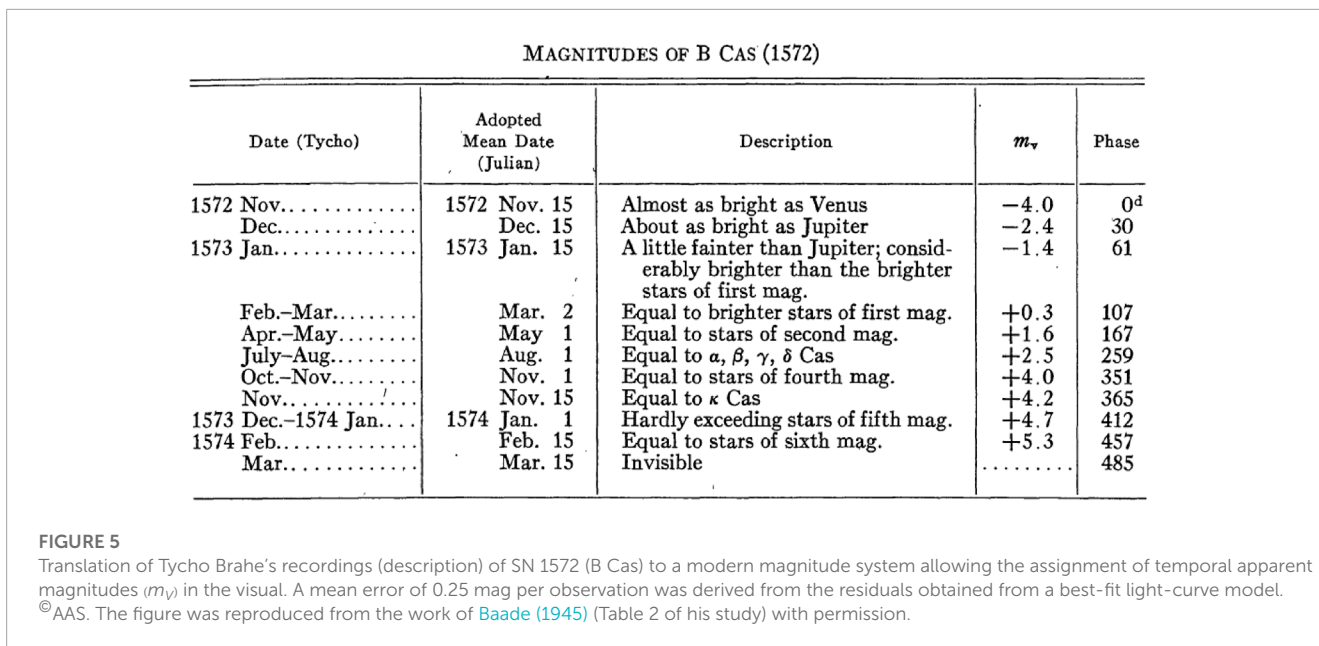 MAGNITUDES OF B CAS (1572)
Date (Tycho) | Adopted Mean Date (Julian) | Description | mv | Phase
1572 Nov.............. | 1572 Nov. 15 | Almost as bright as Venus | −4.0 | 0d
Dec.............. | Dec. 15 | About as bright as Jupiter | −2.4 | 30
1573 Jan.............. | 1573 Jan. 15 | A little fainter than Jupiter; consid- | −1.4 | 61
erably brighter than the brighter
stars of first mag.
Feb.–Mar......... | Mar. 2 | Equal to brighter stars of first mag. | +0.3 | 107
Apr.–May........ | May 1 | Equal to stars of second mag. | +1.6 | 167
July–Aug......... | Aug. 1 | Equal to α, β, γ, δ Cas | +2.5 | 259
Oct.–Nov......... | Nov. 1 | Equal to stars of fourth mag. | +4.0 | 351
Nov.............. | Nov. 15 | Equal to κ Cas | +4.2 | 365
1573 Dec.–1574 Jan.... | 1574 Jan. 1 | Hardly exceeding stars of fifth mag. | +4.7 | 412
1574 Feb.............. | Feb. 15 | Equal to stars of sixth mag. | +5.3 | 457
Mar.............. | Mar. 15 | Invisible | ......... | 485
FIGURE 5
Translation of Tycho Brahe's recordings (description) of SN 1572 (B Cas) to a modern magnitude system allowing the assignment of temporal apparent
magnitudes (mV) in the visual. A mean error of 0.25 mag per observation was derived from the residuals obtained from a best-fit light-curve model.
©AAS. The figure was reproduced from the work of Baade (1945) (Table 2 of his study) with permission.